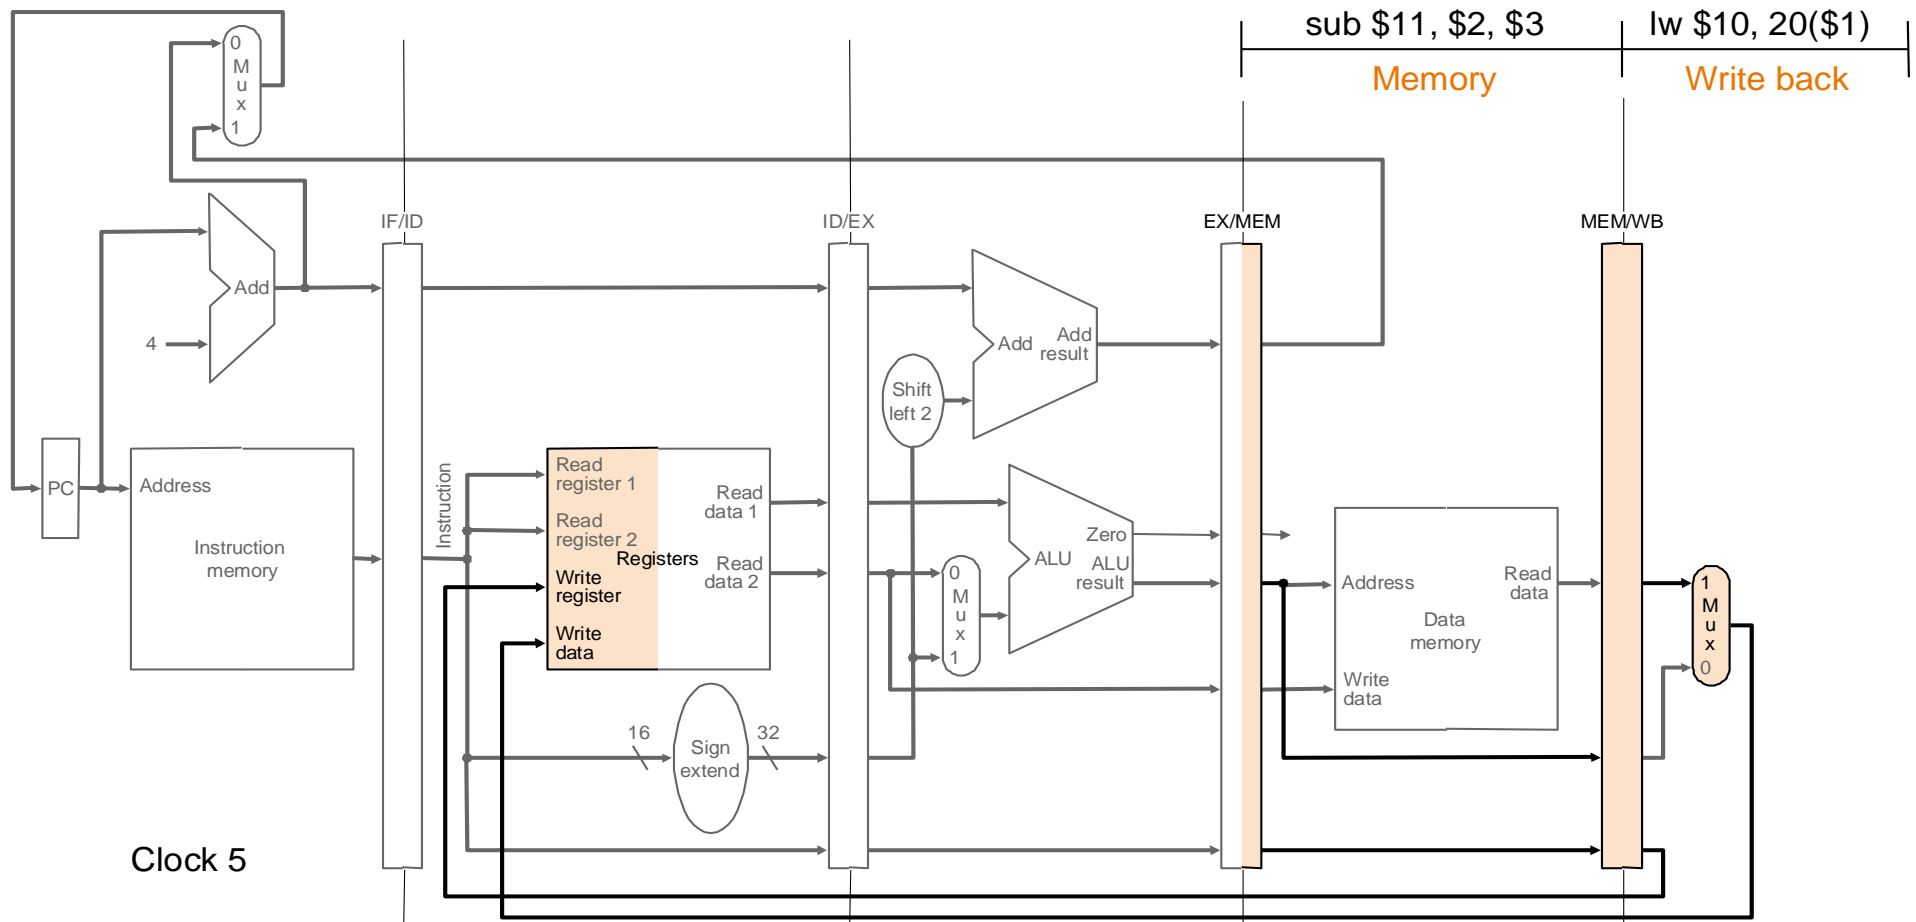 sub $11, $2, $3
lw $10, 20($1)
Memory
Write back
0
M
u
x
1
IF/ID
ID/EX
EX/MEM
MEM/WB
Add
4
Add
Add
result
Shift
left 2
PC
Address
Instruction
memory
Instruction
Read
register 1
Read
register 2
Registers
Write
register
Write
data
Read
data 1
Read
data 2
0
M
u
x
1
Zero
ALU
ALU
result
Address
Read
data
Data
memory
Write
data
1
M
u
x
0
16
Sign
extend
32
Clock 5